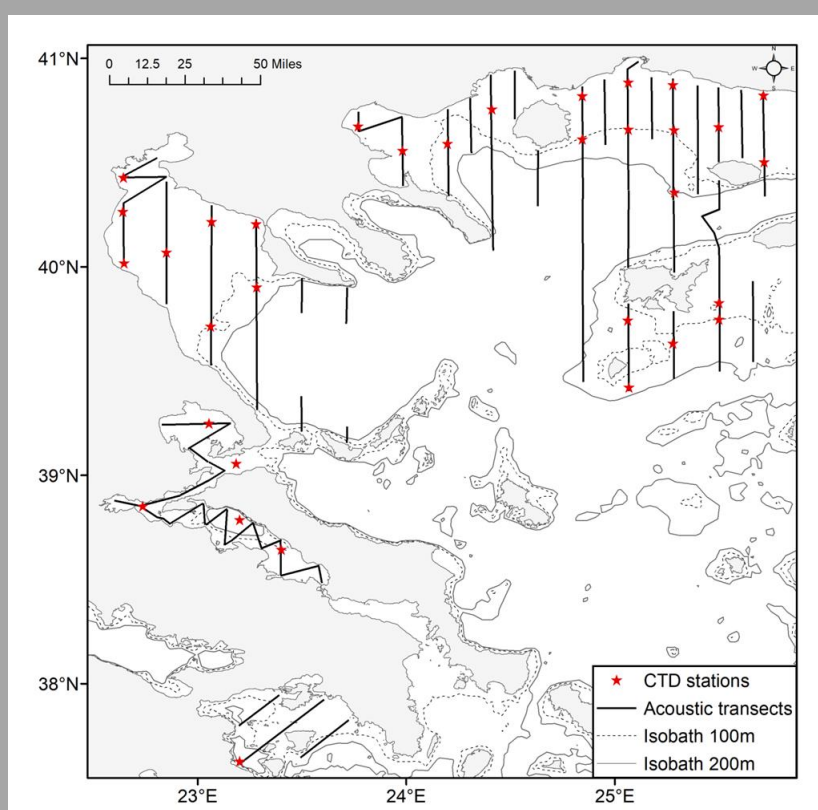 41°N
0 12.5 25 50 Miles
N
W E
S
40°N
39°N
38°N
CTD stations
Acoustic transects
Isobath 100m
Isobath 200m
23°E 24°E 25°E